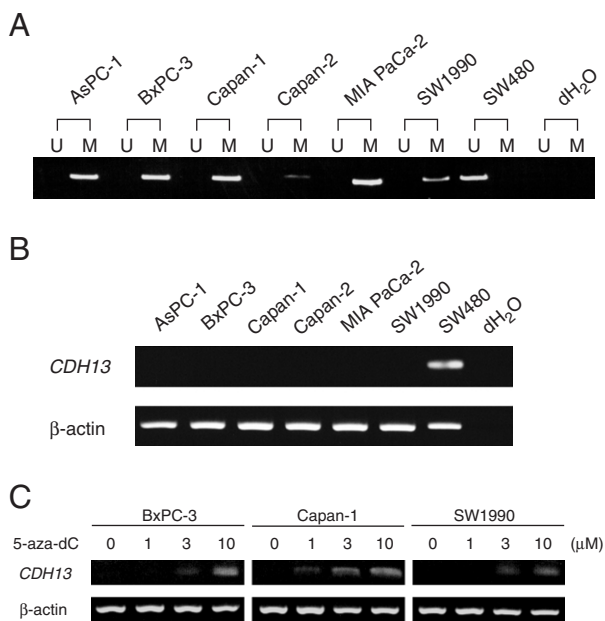 A
AsPC-1 BxPC-3 Capan-1 Capan-2 MIA PaCa-2 SW1990 SW480 dH₂O
U M U M U M U M U M U M U M U M
B
AsPC-1 BxPC-3 Capan-1 Capan-2 MIA PaCa-2 SW1990 SW480 dH₂O
CDH13
β-actin
C
BxPC-3 Capan-1 SW1990
5-aza-dC 0 1 3 10 0 1 3 10 0 1 3 10 (μM)
CDH13
β-actin